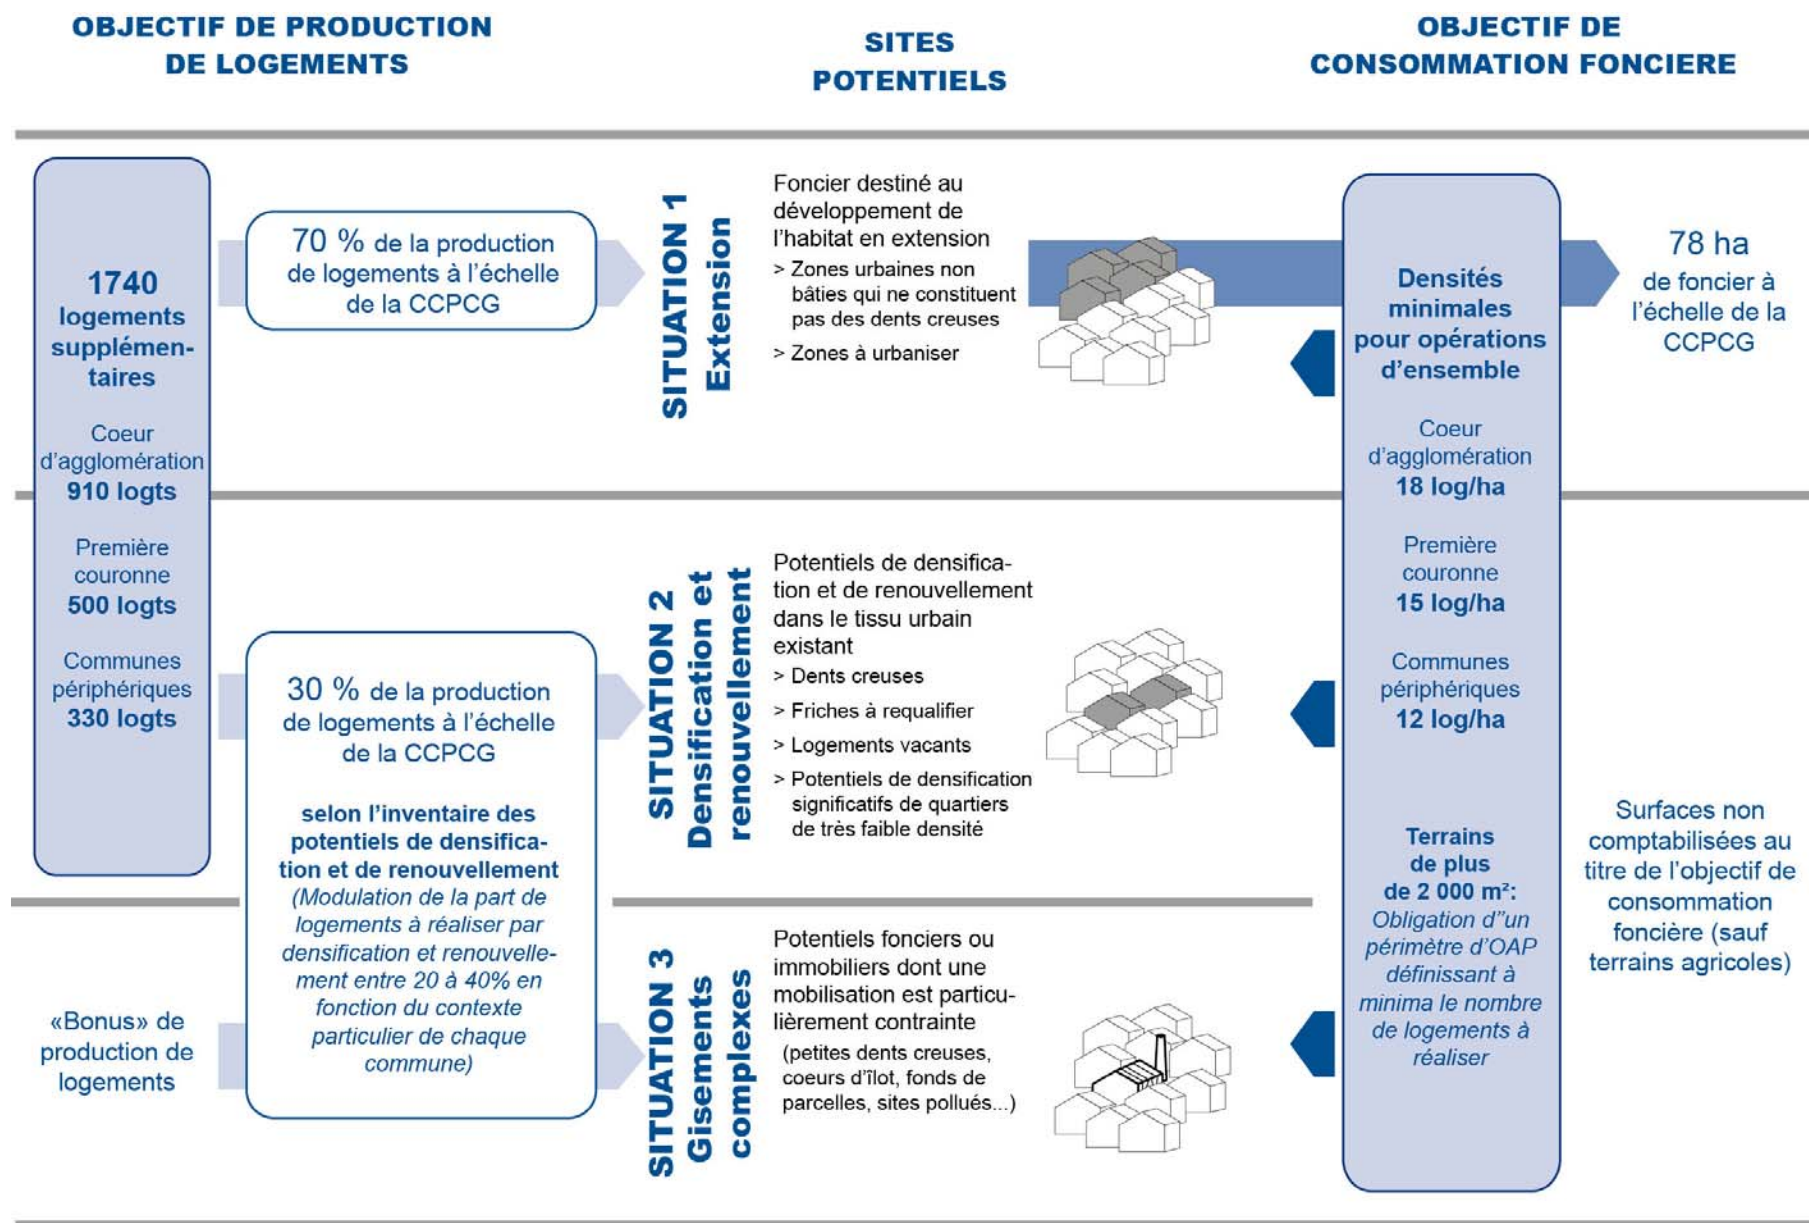 OBJECTIF DE PRODUCTION
DE LOGEMENTS
SITES
POTENTIELS
OBJECTIF DE
CONSOMMATION FONCIERE
1740
logements
supplémen-
taires
Coeur
d'agglomération
910 logts
Première
couronne
500 logts
Communes
périphériques
330 logts
70 % de la production
de logements à l'échelle
de la CCPCG
SITUATION 1
Extension
Foncier destiné au
développement de
l'habitat en extension
> Zones urbaines non
bâties qui ne constituent
pas des dents creuses
> Zones à urbaniser
Densités
minimales
pour opérations
d'ensemble
Coeur
d'agglomération
18 log/ha
Première
couronne
15 log/ha
Communes
périphériques
12 log/ha
Terrains
de plus
de 2 000 m²:
Obligation d''un
périmètre d'OAP
définissant à
minima le nombre
de logements à
réaliser
78 ha
de foncier à
l'échelle de la
CCPCG
30 % de la production
de logements à l'échelle
de la CCPCG
selon l'inventaire des
potentiels de densifica-
tion et de renouvellement
(Modulation de la part de
logements à réaliser par
densification et renouvelle-
ment entre 20 à 40% en
fonction du contexte
particulier de chaque
commune)
SITUATION 2
Densification et
renouvellement
Potentiels de densifica-
tion et de renouvellement
dans le tissu urbain
existant
> Dents creuses
> Friches à requalifier
> Logements vacants
> Potentiels de densification
significatifs de quartiers
de très faible densité
Surfaces non
comptabilisées au
titre de l'objectif de
consommation
foncière (sauf
terrains agricoles)
«Bonus» de
production de
logements
SITUATION 3
Gisements
complexes
Potentiels fonciers ou
immobiliers dont une
mobilisation est particu-
lièrement contrainte
(petites dents creuses,
coeurs d'îlot, fonds de
parcelles, sites pollués...)